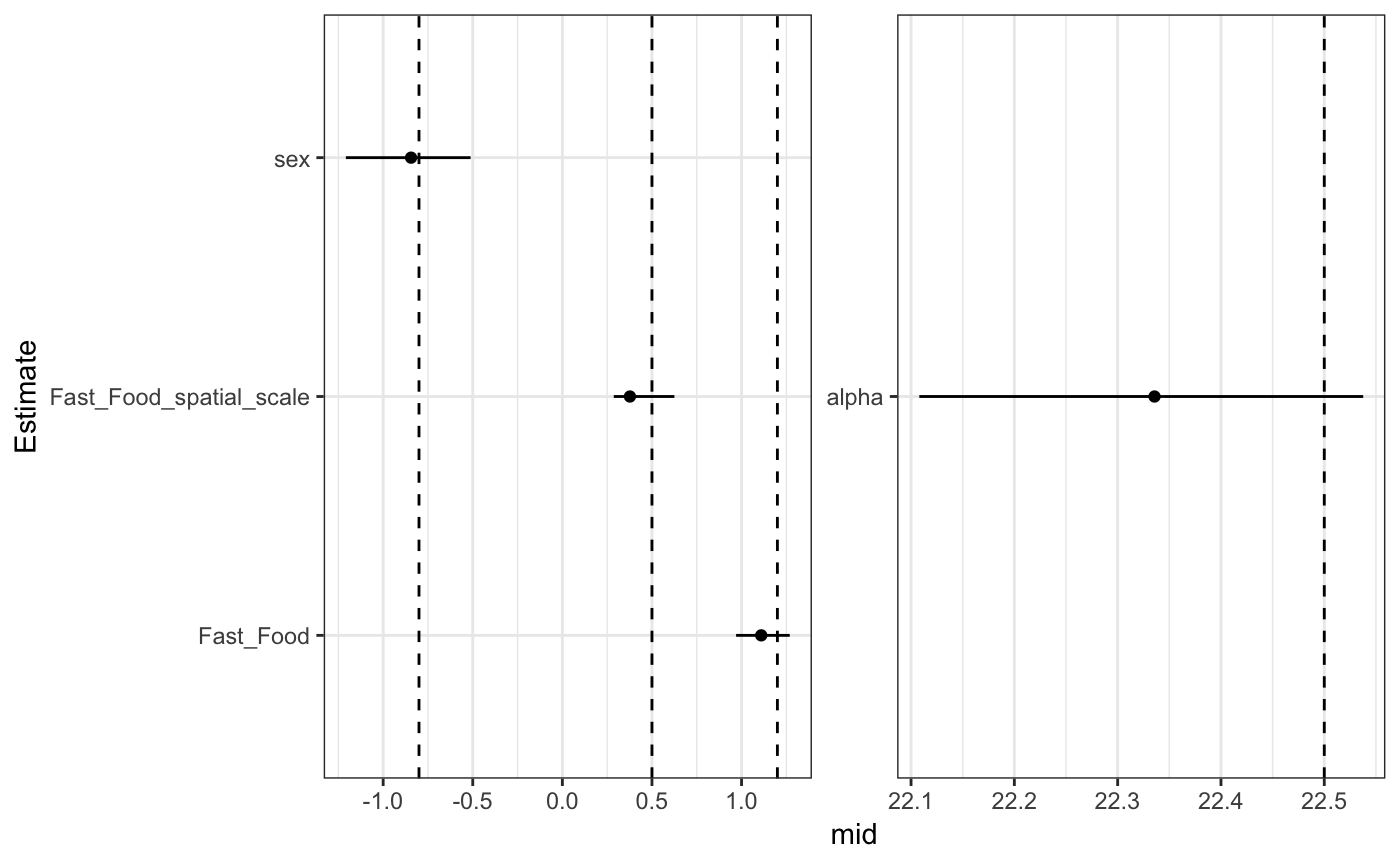 Estimate
sex
Fast_Food_spatial_scale
Fast_Food
-1.0 -0.5 0.0 0.5 1.0
alpha
22.1 22.2 22.3 22.4 22.5
mid